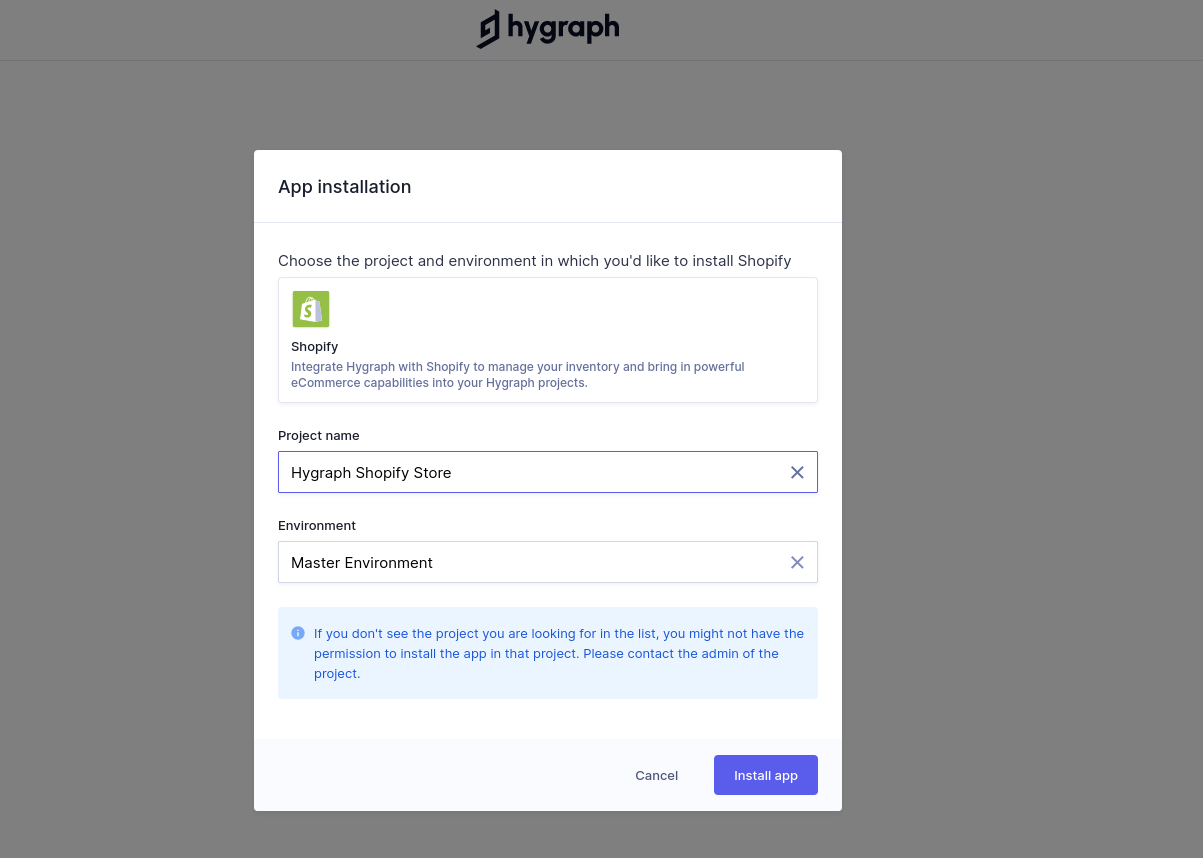 hygraph
App installation
Choose the project and environment in which you'd like to install Shopify
Shopify
Integrate Hygraph with Shopify to manage your inventory and bring in powerful
eCommerce capabilities into your Hygraph projects.
Project name
Hygraph Shopify Store
Environment
Master Environment
If you don't see the project you are looking for in the list, you might not have the
permission to install the app in that project. Please contact the admin of the
project.
Cancel
Install app